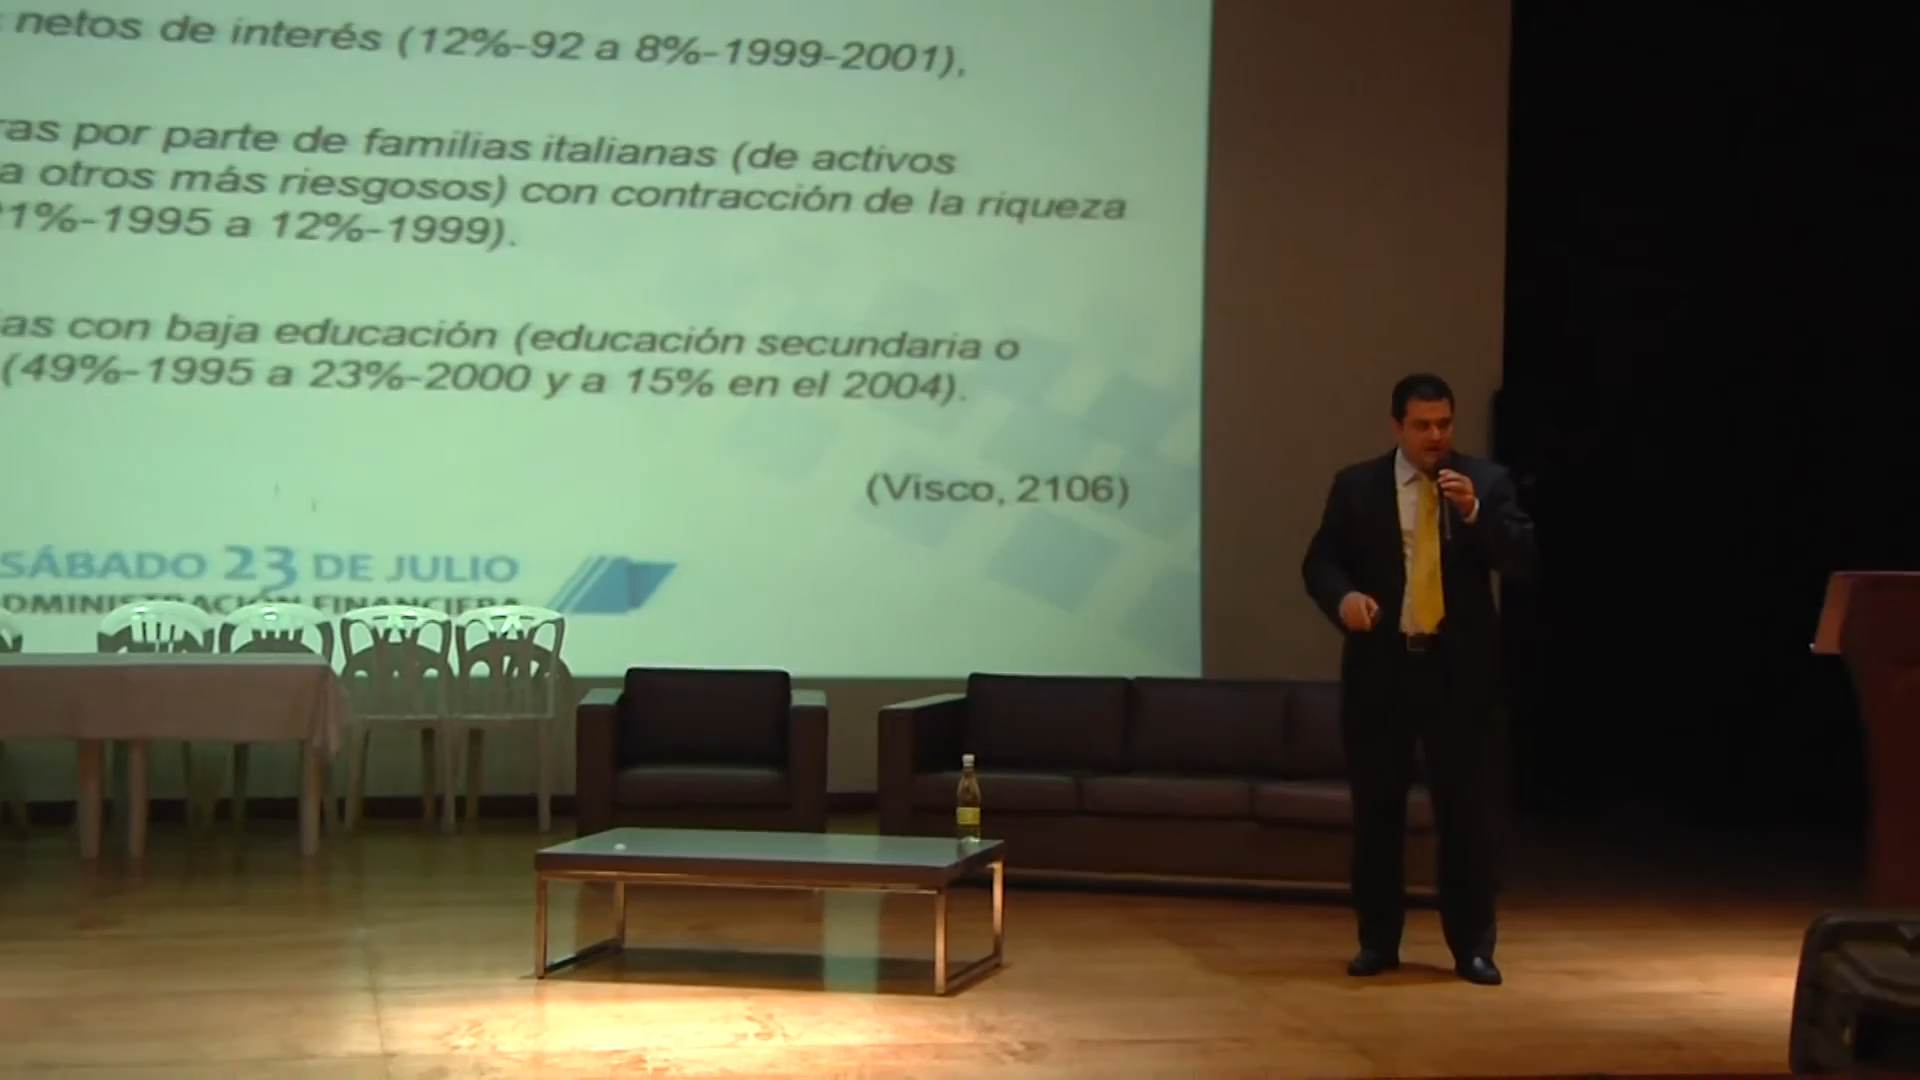 netos de interés (12%-92 a 8%-1999-2001),
ras por parte de familias italianas (de activos
a otros más riesgosos) con contracción de la riqueza
1%-1995 a 12%-1999).
as con baja educación (educación secundaria o
(49%-1995 a 23%-2000 y a 15% en el 2004).
(Visco, 2106)
SÁBADO 23 DE JULIO
DMINISTRACIÓN FINANCIERA